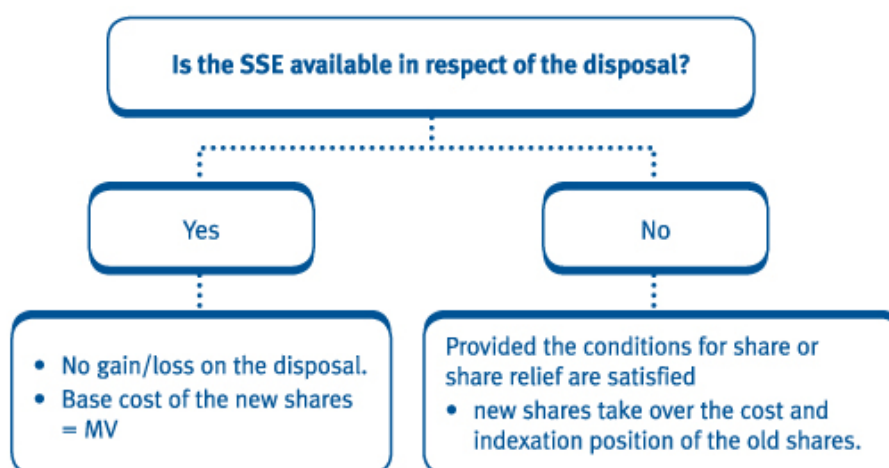 Is the SSE available in respect of the disposal?
Yes
No
• No gain/loss on the disposal.
• Base cost of the new shares
= MV
Provided the conditions for share or
share relief are satisfied
• new shares take over the cost and
indexation position of the old shares.